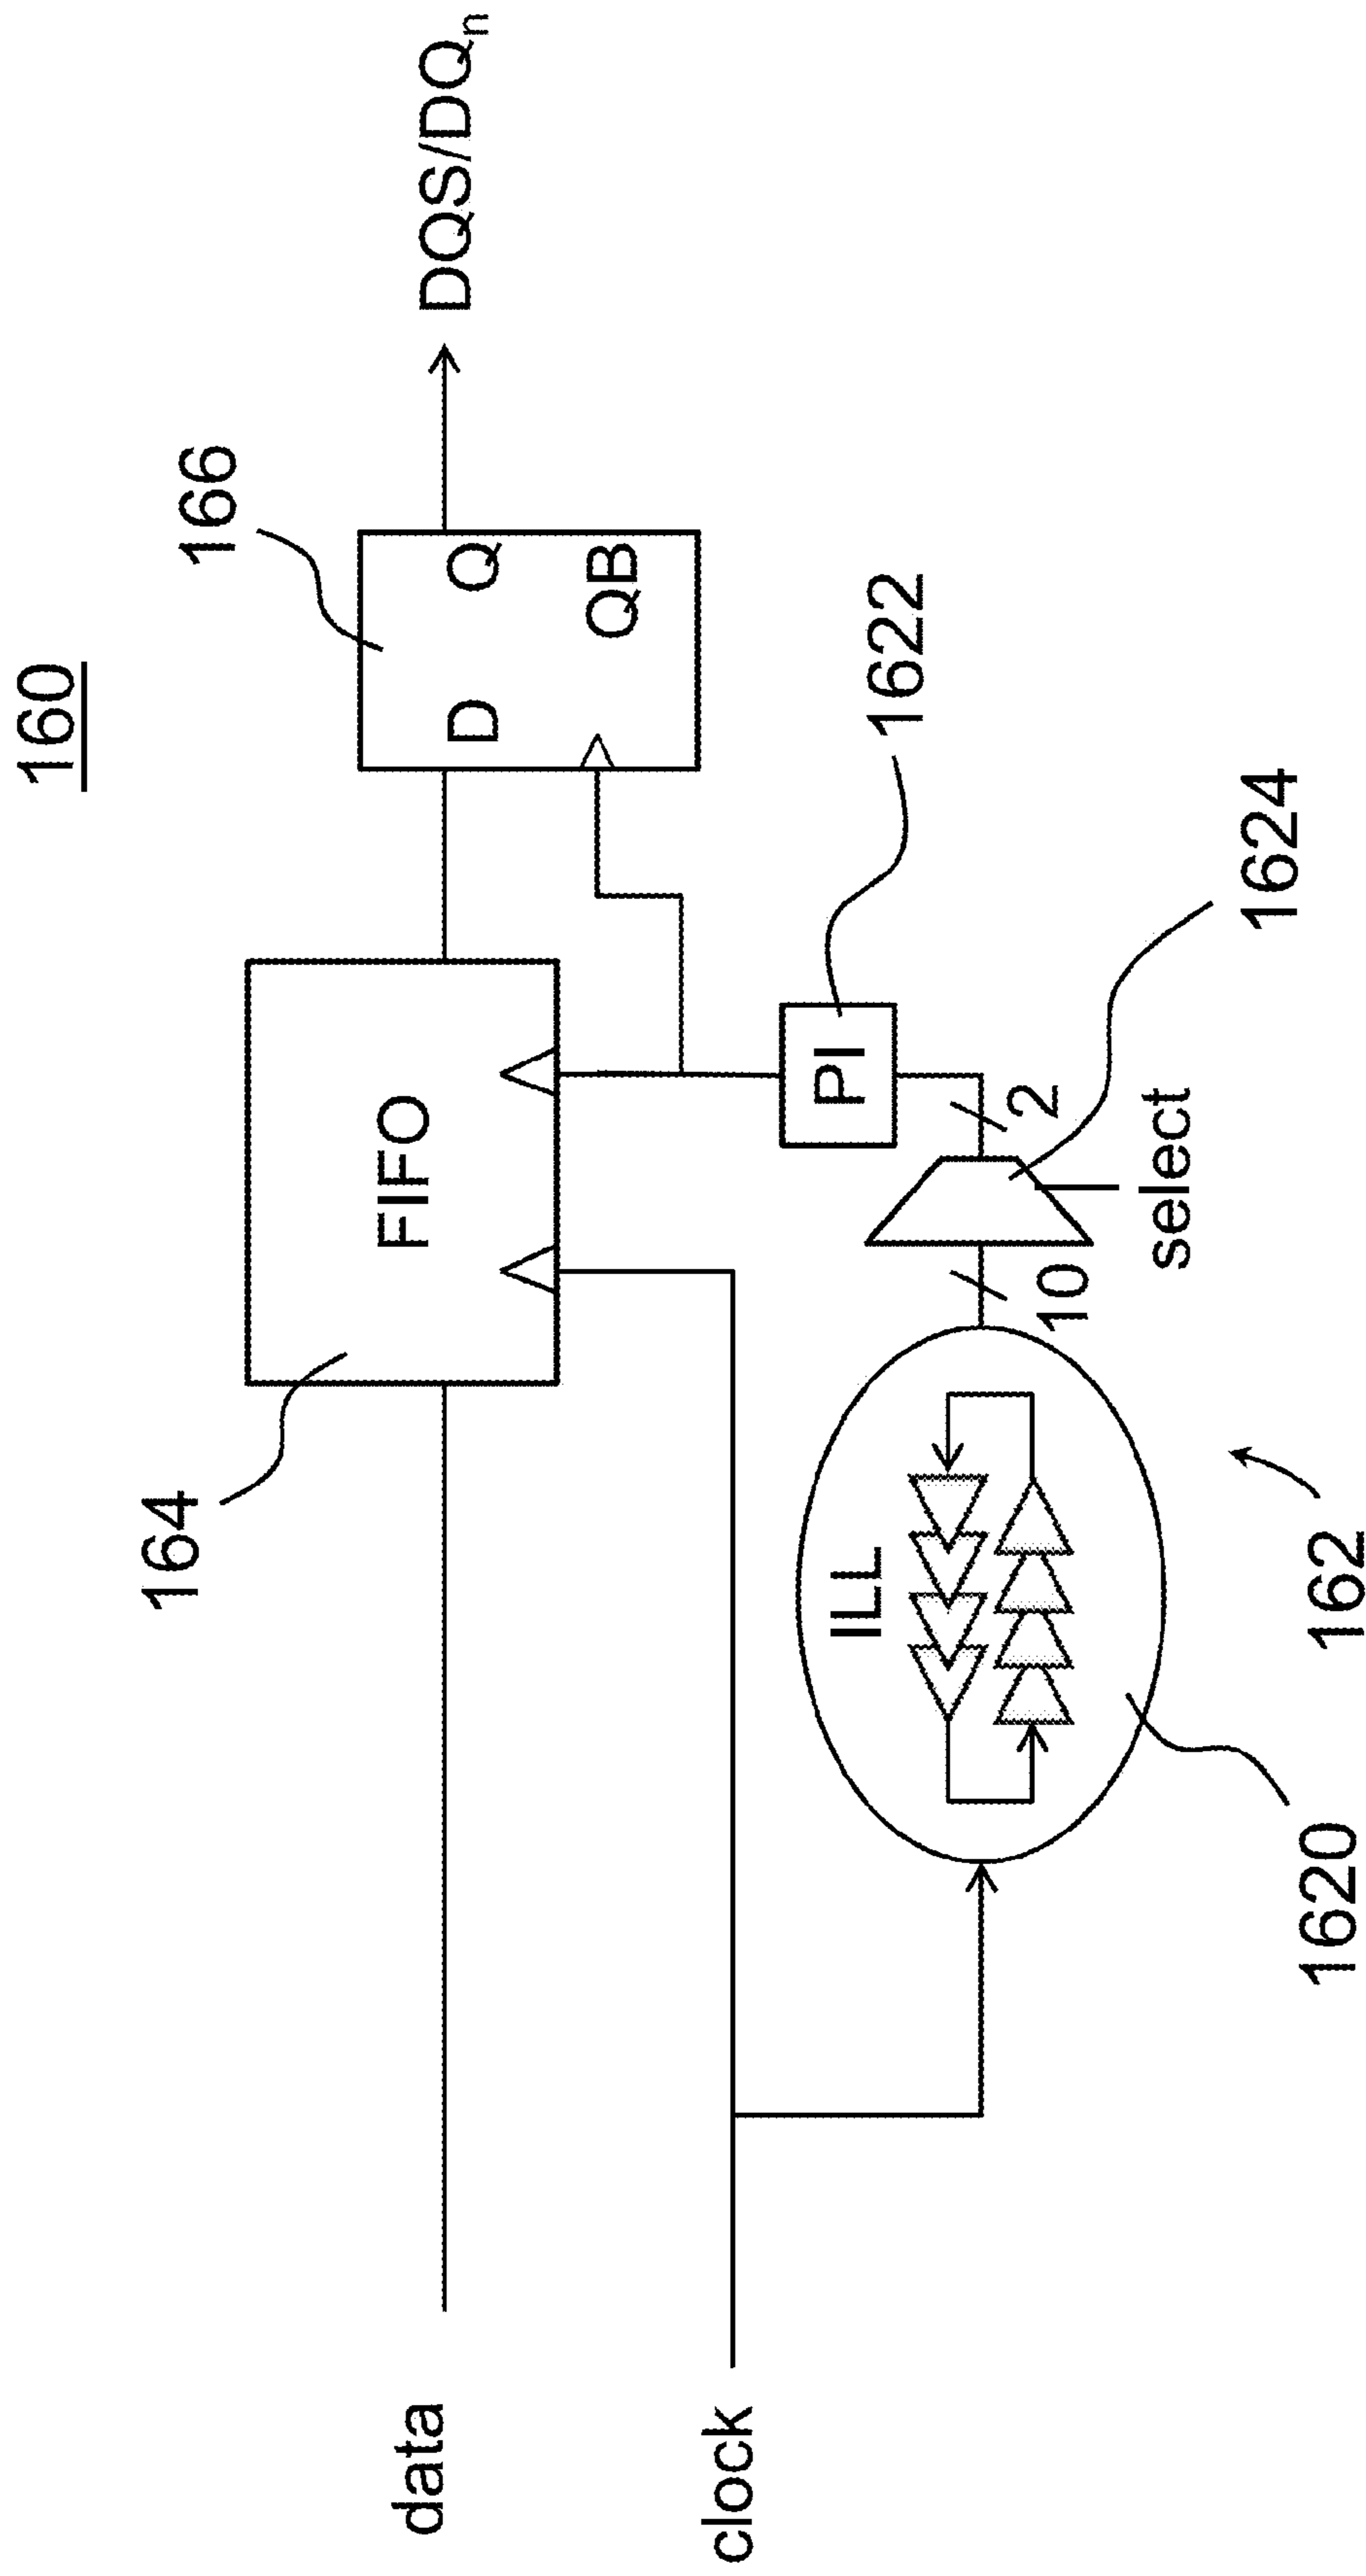 160
164
166
data
FIFO
D
Q
DQS/DQn
QB
clock
ILL
PI
1622
10
2
select
1624
1620
162